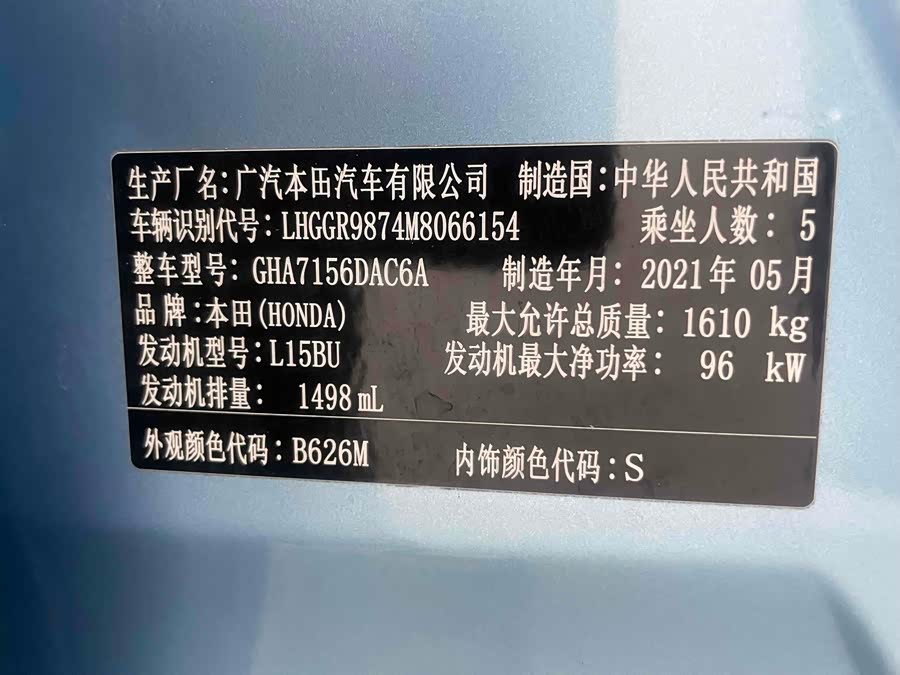 生产厂名:广汽本田汽车有限公司 制造国:中华人民共和国
车辆识别代号:LHGGR9874M8066154 乘坐人数: 5
整车型号: GHA7156DAC6A 制造年月: 2021年 05月
品 牌:本田(HONDA) 最大允许总质量: 1610 kg
发动机型号:L15BU 发动机最大净功率: 96 kW
发动机排量: 1498 mL
外观颜色代码:B626M 内饰颜色代码:S